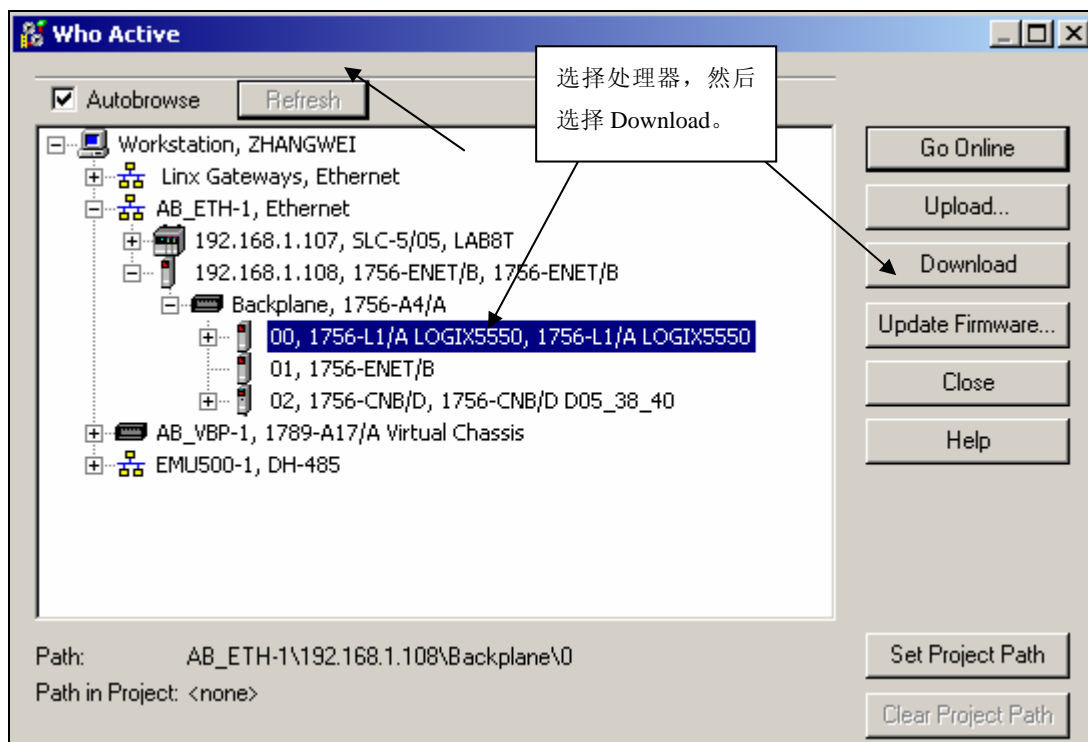 Who Active
选择处理器，然后
选择 Download。
Autobrowse
Refresh
Workstation, ZHANGWEI
Linx Gateways, Ethernet
AB_ETH-1, Ethernet
192.168.1.107, SLC-5/05, LAB8T
192.168.1.108, 1756-ENET/B, 1756-ENET/B
Backplane, 1756-A4/A
00, 1756-L1/A LOGIX5550, 1756-L1/A LOGIX5550
01, 1756-ENET/B
02, 1756-CNB/D, 1756-CNB/D D05_38_40
AB_VBP-1, 1789-A17/A Virtual Chassis
EMU500-1, DH-485
Go Online
Upload...
Download
Update Firmware...
Close
Help
Path: AB_ETH-1\192.168.1.108\Backplane\0
Path in Project: <none>
Set Project Path
Clear Project Path